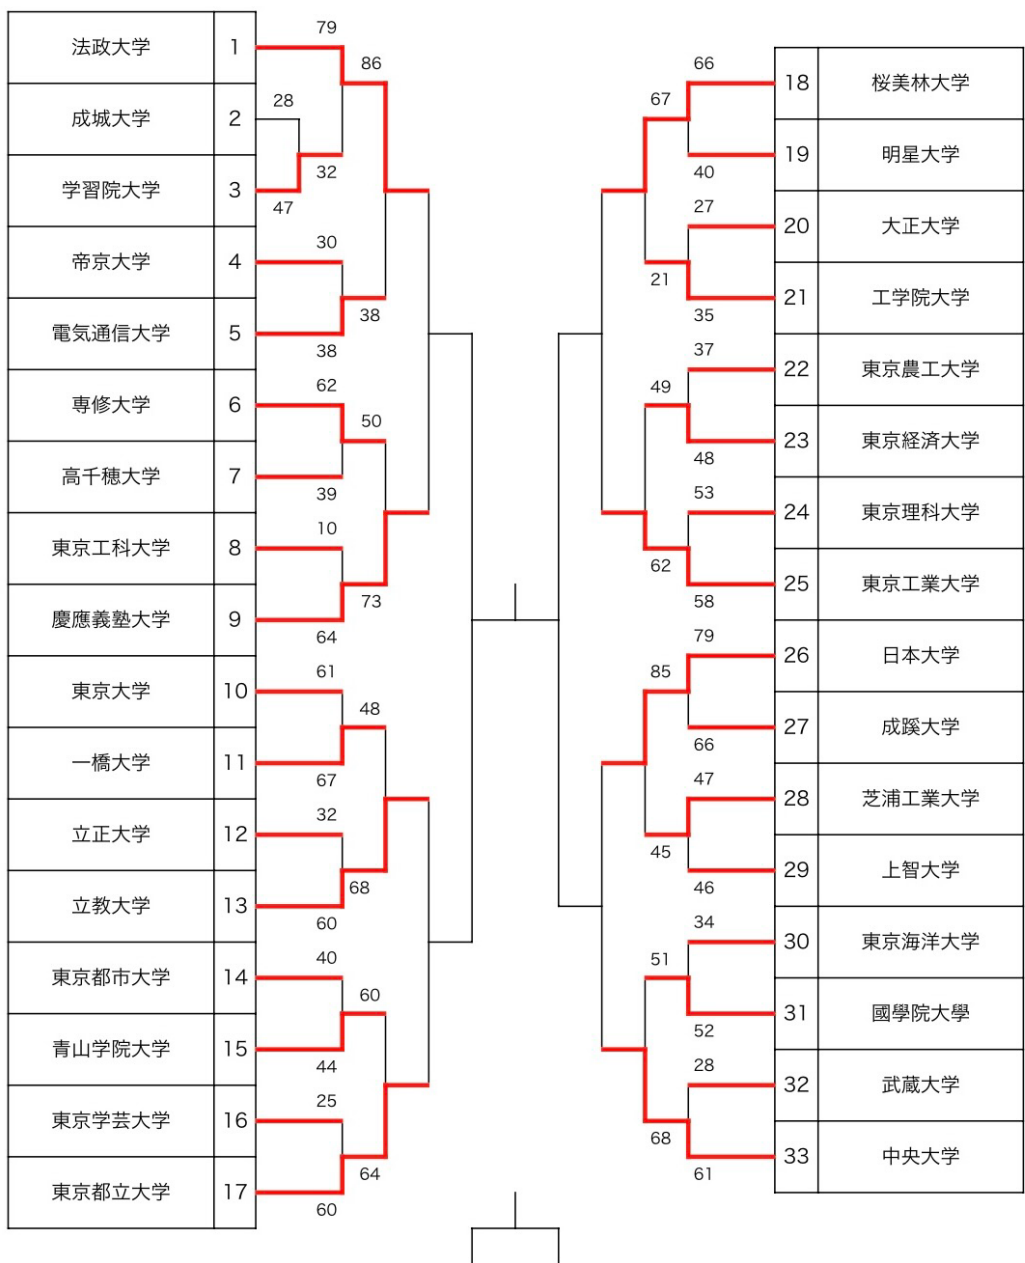 法政大学 1
成城大学 2
学習院大学 3
帝京大学 4
電気通信大学 5
専修大学 6
高千穂大学 7
東京工科大学 8
慶應義塾大学 9
東京大学 10
一橋大学 11
立正大学 12
立教大学 13
東京都市大学 14
青山学院大学 15
東京学芸大学 16
東京都立大学 17
79
86
28
32
47
30
38
38
62
50
39
10
73
64
61
48
67
32
68
60
40
60
44
25
64
60
66
67
40
27
21
35
37
49
48
53
62
58
79
85
66
47
45
46
34
51
52
28
68
61
18 桜美林大学
19 明星大学
20 大正大学
21 工学院大学
22 東京農工大学
23 東京経済大学
24 東京理科大学
25 東京工業大学
26 日本大学
27 成蹊大学
28 芝浦工業大学
29 上智大学
30 東京海洋大学
31 國學院大學
32 武蔵大学
33 中央大学